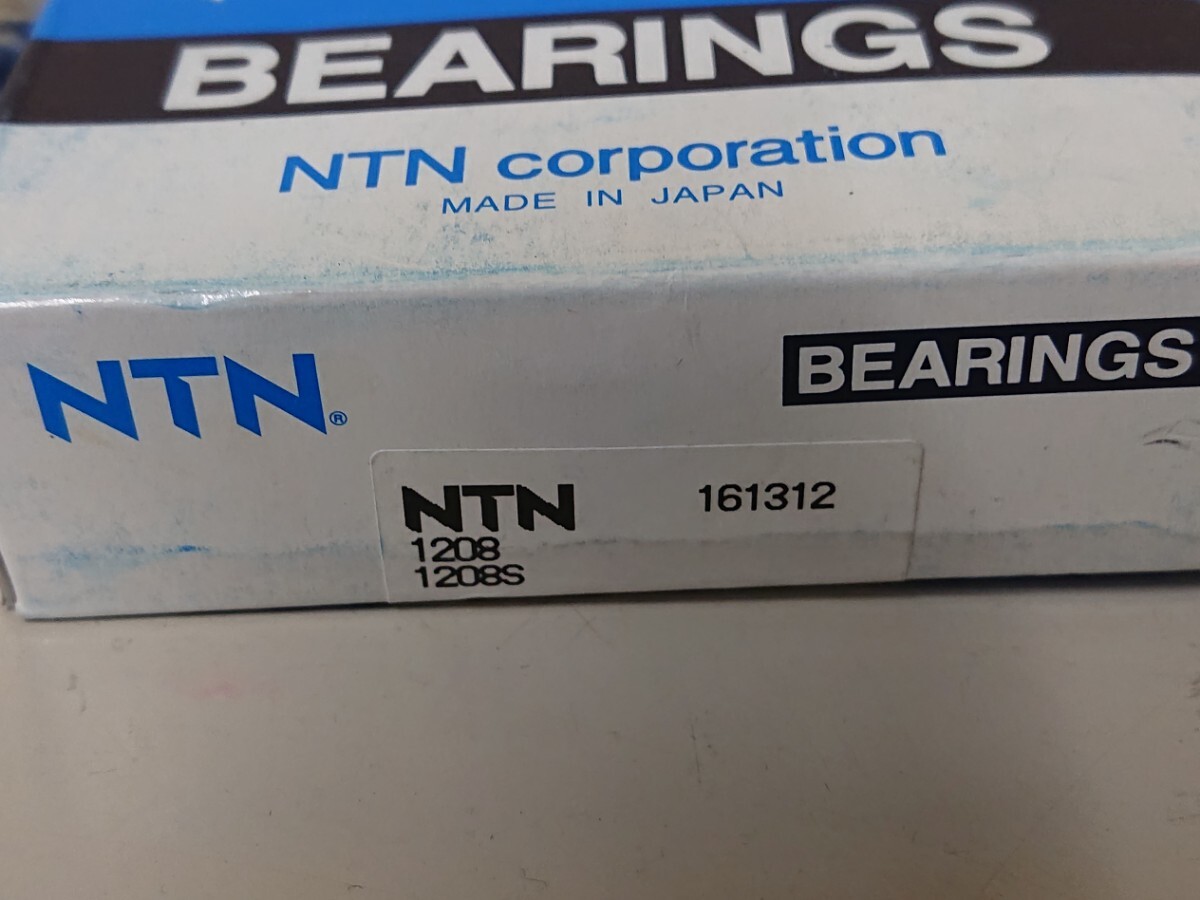 BEARINGS
NTN corporation
MADE IN JAPAN
NTN®
BEARINGS
NTN 161312
1208
1208S